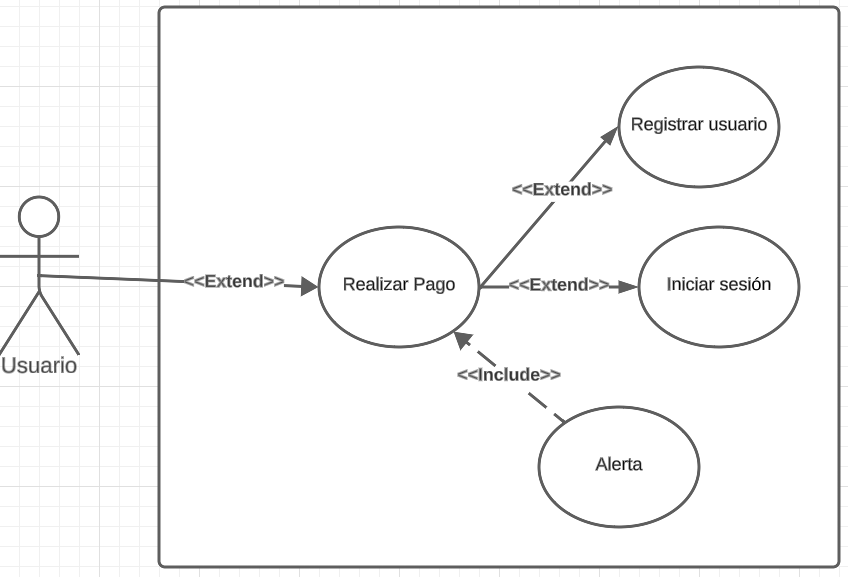 Registrar usuario
<<Extend>>
<<Extend>>
Realizar Pago
<<Extend>>
Iniciar sesión
Usuario
<<Include>>
Alerta